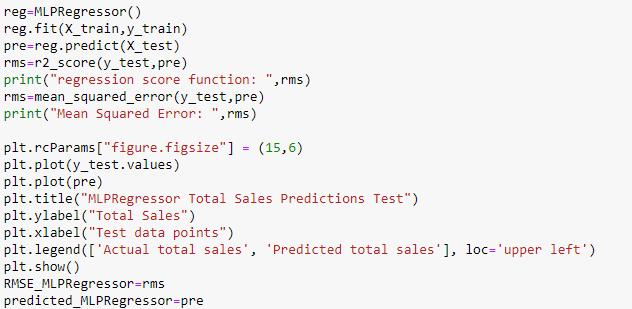 reg=MLPRegressor()
reg.fit(X_train,y_train)
pre=reg.predict(X_test)
rms=r2_score(y_test,pre)
print("regression score function: ",rms)
rms=mean_squared_error(y_test,pre)
print("Mean Squared Error: ",rms)
plt.rcParams["figure.figsize"] = (15,6)
plt.plot(y_test.values)
plt.plot(pre)
plt.title("MLPRegressor Total Sales Predictions Test")
plt.ylabel("Total Sales")
plt.xlabel("Test data points")
plt.legend(['Actual total sales', 'Predicted total sales'], loc='upper left')
plt.show()
RMSE_MLPRegressor=rms
predicted_MLPRegressor=pre